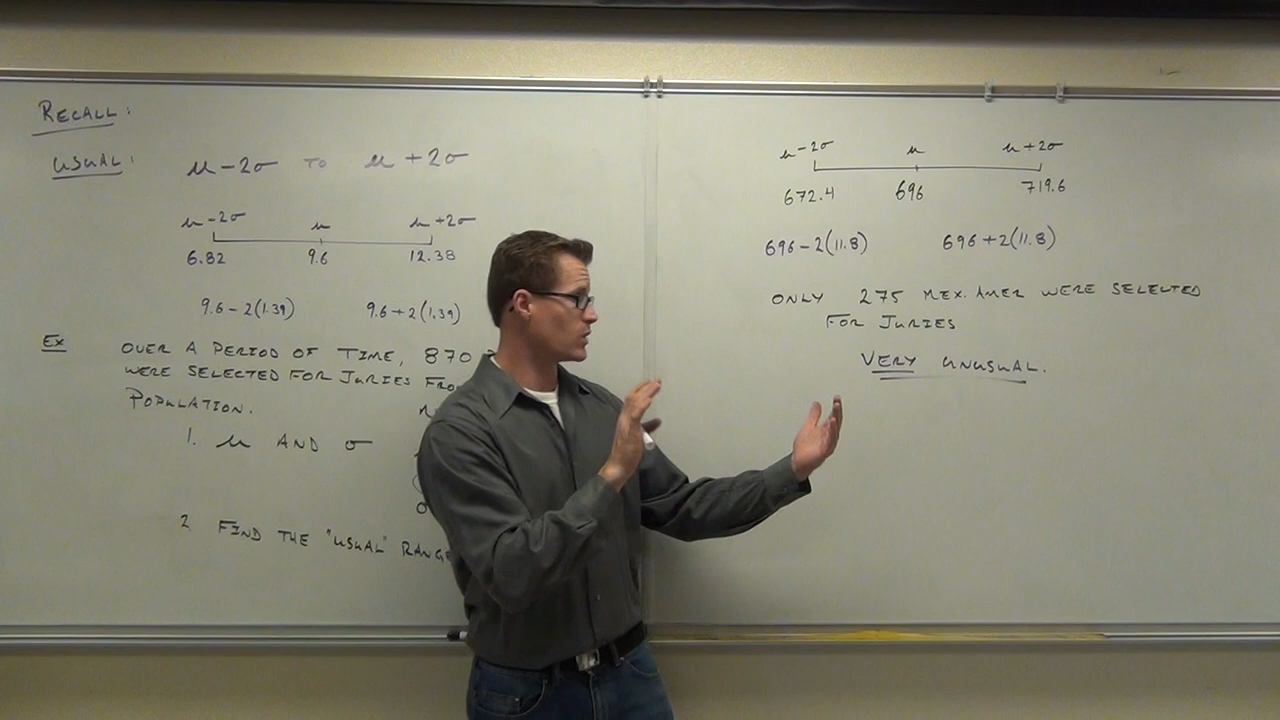 RECALL:
USUAL: μ-2σ TO μ+2σ
μ-2σ μ μ+2σ
6.82 9.6 12.38
9.6-2(1.39) 9.6+2(1.39)
EX OVER A PERIOD OF TIME, 870
WERE SELECTED FOR JURIES FROM
POPULATION.
1. μ AND σ
2 FIND THE "USUAL" RANGE
μ-2σ μ μ+2σ
672.4 696 719.6
696-2(11.8) 696+2(11.8)
ONLY 275 MEX. AMER WERE SELECTED
FOR JURIES
VERY UNUSUAL.